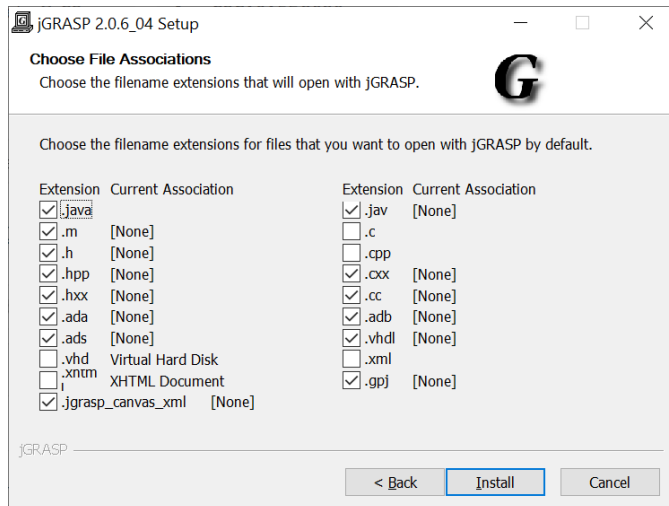 jGRASP 2.0.6_04 Setup
Choose File Associations
Choose the filename extensions that will open with jGRASP.
G
Choose the filename extensions for files that you want to open with jGRASP by default.
Extension Current Association Extension Current Association
.java .jav [None]
.m [None] .c
.h [None] .cpp
.hpp [None] .cxx [None]
.hxx [None] .cc [None]
.ada [None] .adb [None]
.ads [None] .vhdl [None]
.vhd Virtual Hard Disk .xml
XHTML Document .gpj [None]
.jgrasp_canvas_xml [None]
jGRASP
< Back Install Cancel